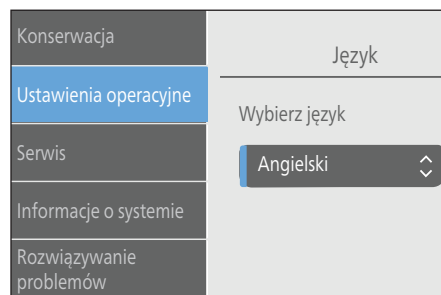 Konserwacja
Ustawienia operacyjne
Serwis
Informacje o systemie
Rozwiązywanie
problemów
Język
Wybierz język
Angielski